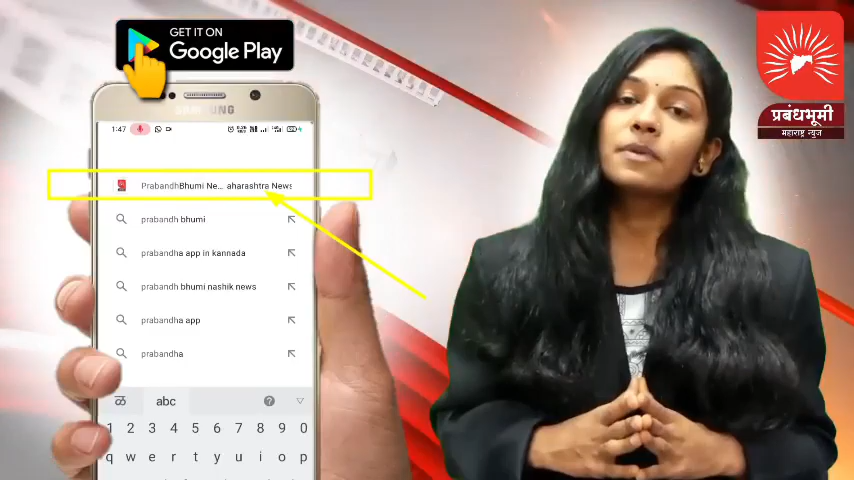 GET IT ON
Google Play
SAMSUNG
1:47
PrabandhBhumi Ne... aharashtra News
prabandh bhumi
prabandha app in kannada
prabandh bhumi nashik news
prabandha app
prabandha
ळ abc ?
1 2 3 4 5 6 7 8 9 0
q w e r t y u i o p
प्रबंधभूमी
महाराष्ट्र न्युज